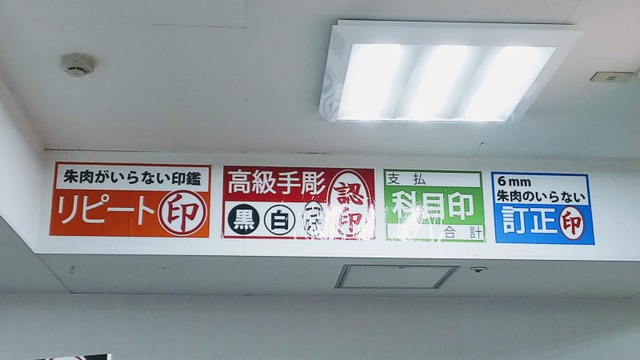 朱肉がいらない印鑑
リピート印
高級手彫
認印
黒 白 つげ
支払
科目印
合計
6mm
朱肉のいらない
訂正印